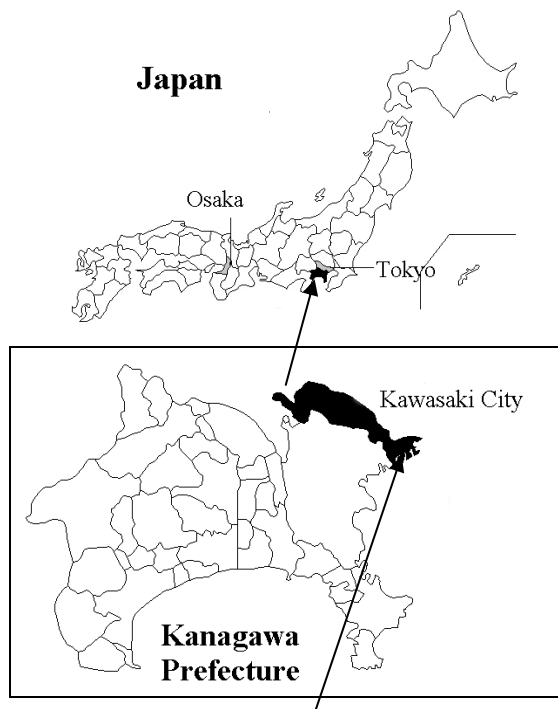 Japan
Osaka
Tokyo
Kawasaki City
Kanagawa
Prefecture